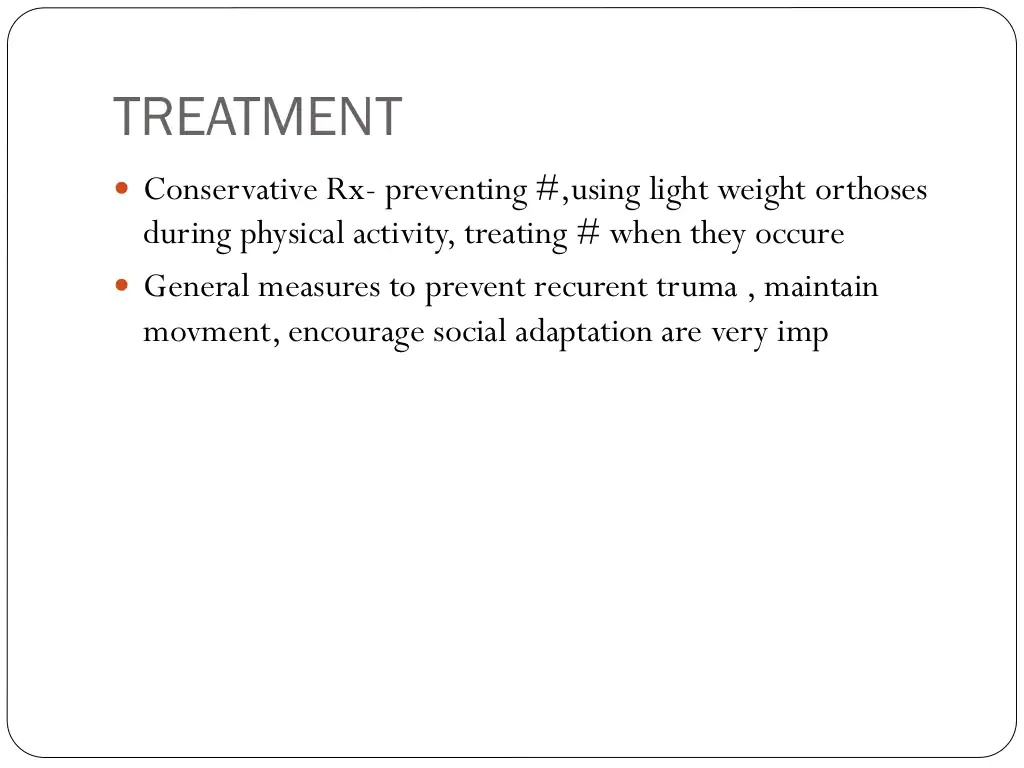 TREATMENT
• Conservative Rx- preventing #,using light weight orthoses
during physical activity, treating # when they occure
• General measures to prevent recurent truma , maintain
movment, encourage social adaptation are very imp